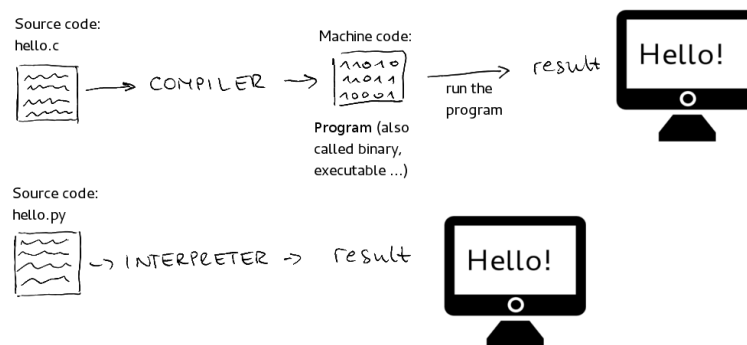 Source code:
hello.c
COMPILER
Machine code:
11010
11011
10001
Program (also
called binary,
executable ...)
run the
program
result
Hello!
Source code:
hello.py
INTERPRETER
result
Hello!